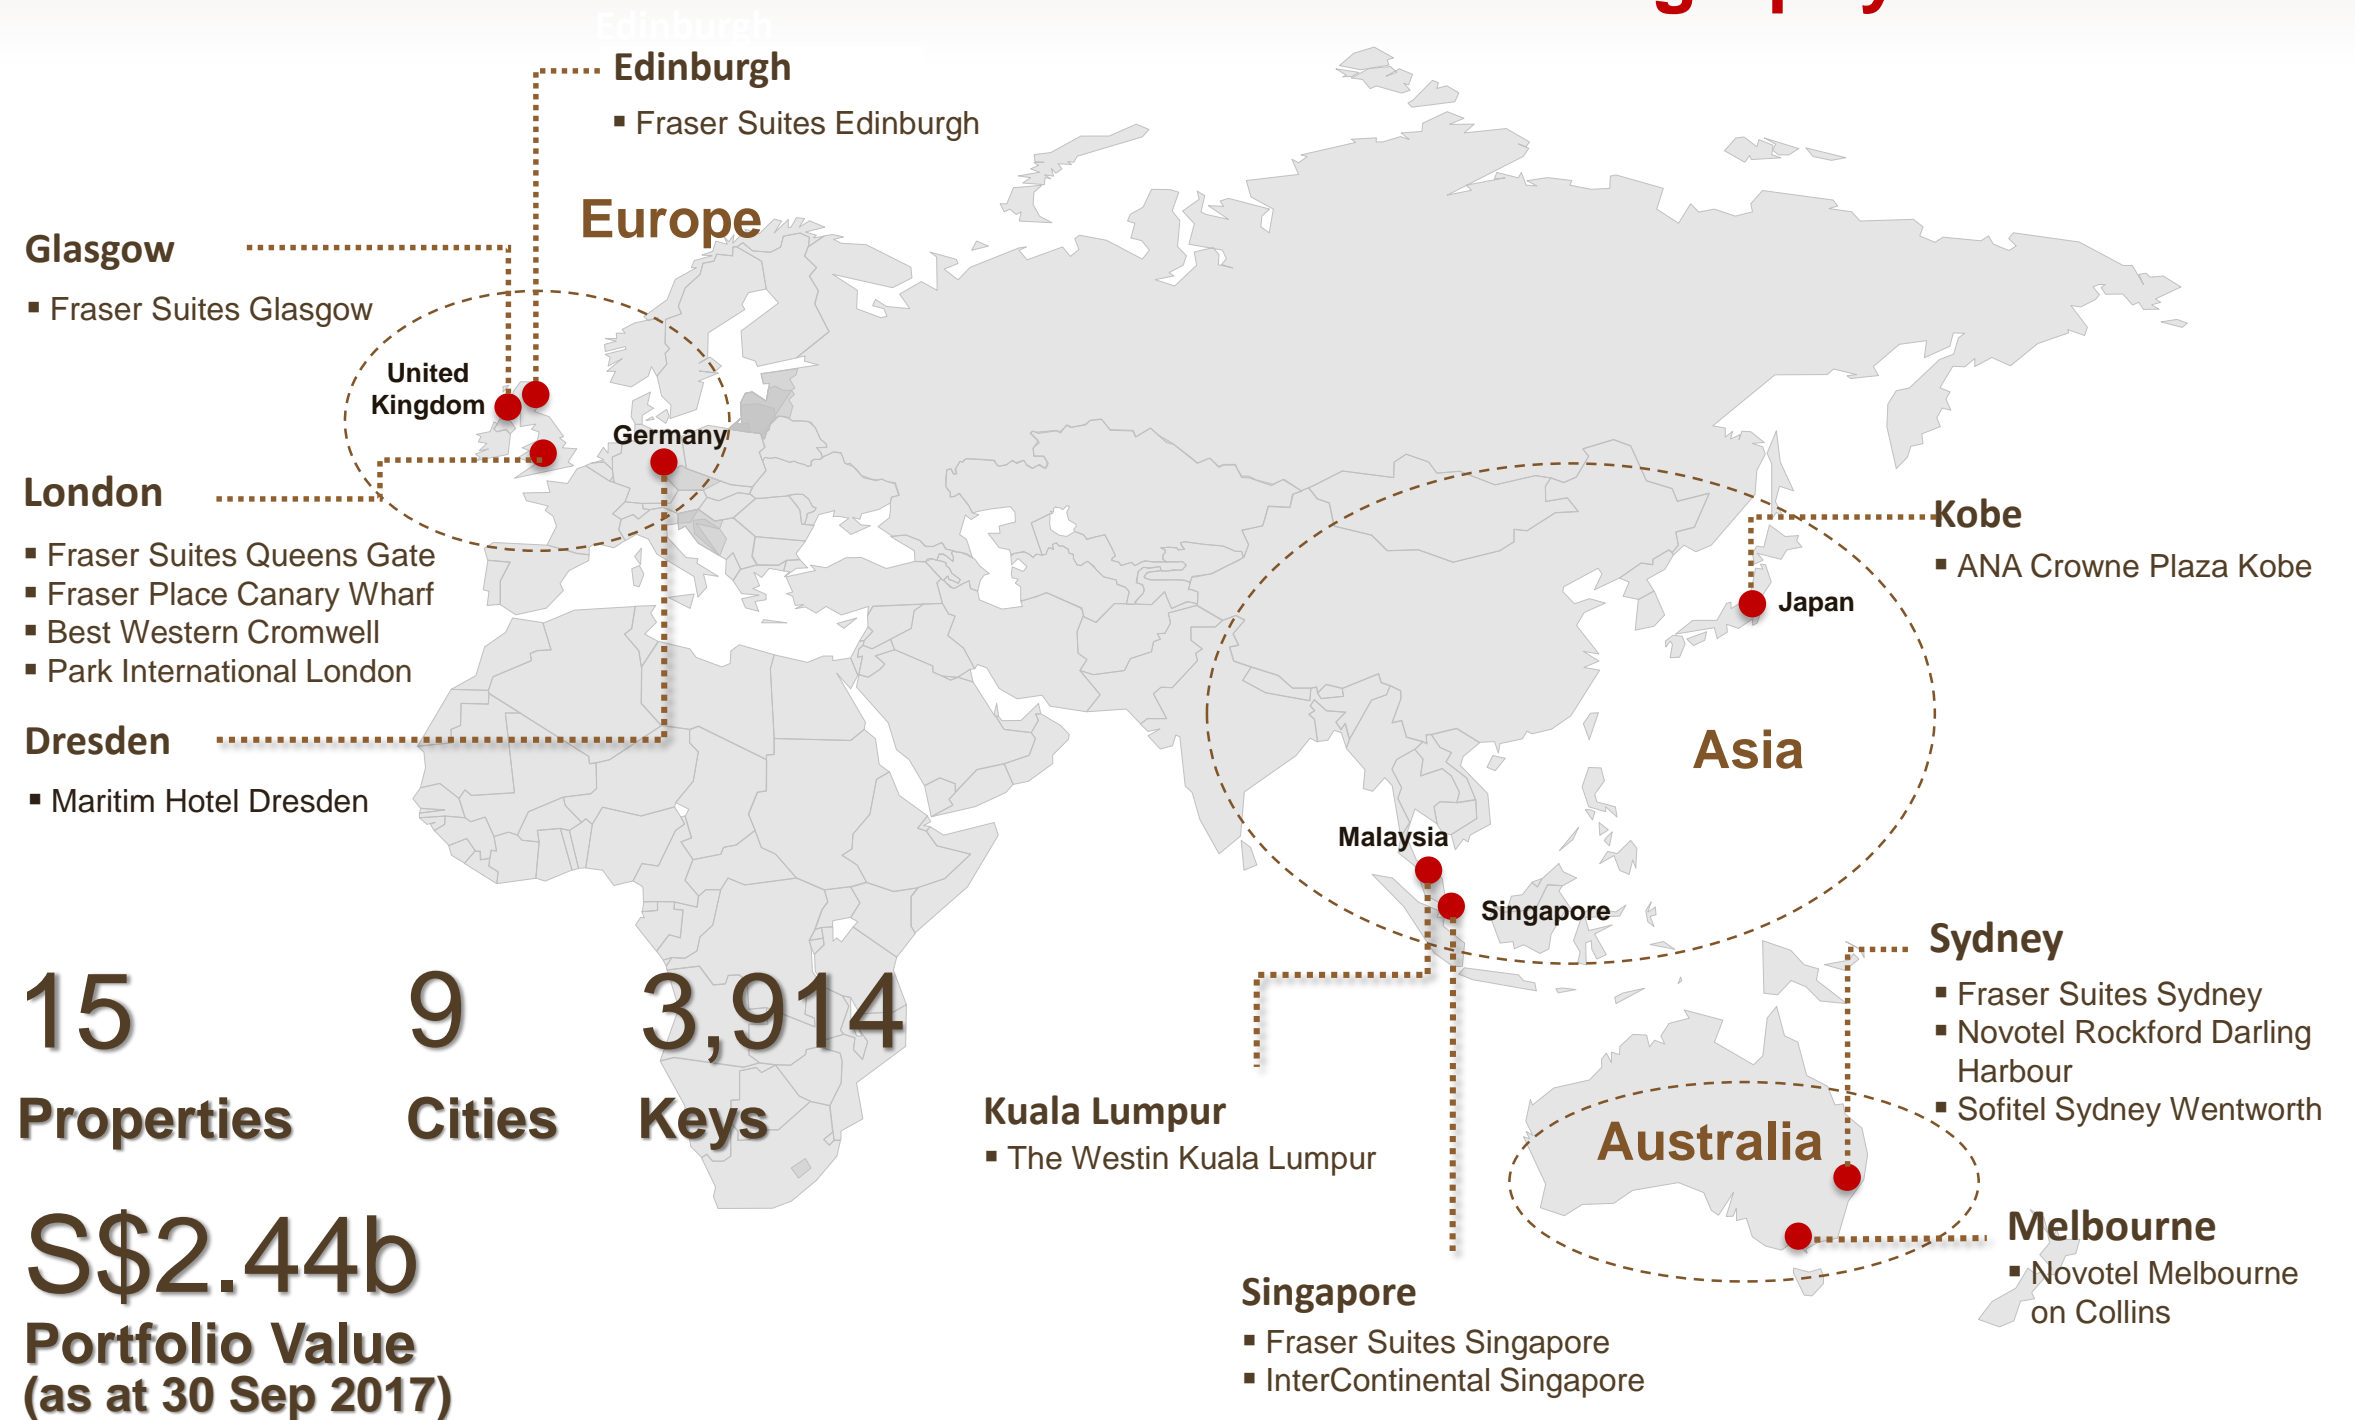 Edinburgh
Edinburgh
▪ Fraser Suites Edinburgh
Europe
Glasgow
▪ Fraser Suites Glasgow
United
Kingdom
Germany
London
▪ Fraser Suites Queens Gate
▪ Fraser Place Canary Wharf
▪ Best Western Cromwell
▪ Park International London
Dresden
▪ Maritim Hotel Dresden
Kobe
▪ ANA Crowne Plaza Kobe
Japan
Asia
Malaysia
Singapore
15
Properties
9
Cities
3,914
Keys
S$2.44b
Portfolio Value
(as at 30 Sep 2017)
Kuala Lumpur
▪ The Westin Kuala Lumpur
Singapore
▪ Fraser Suites Singapore
▪ InterContinental Singapore
Sydney
▪ Fraser Suites Sydney
▪ Novotel Rockford Darling
Harbour
▪ Sofitel Sydney Wentworth
Australia
Melbourne
▪ Novotel Melbourne
on Collins